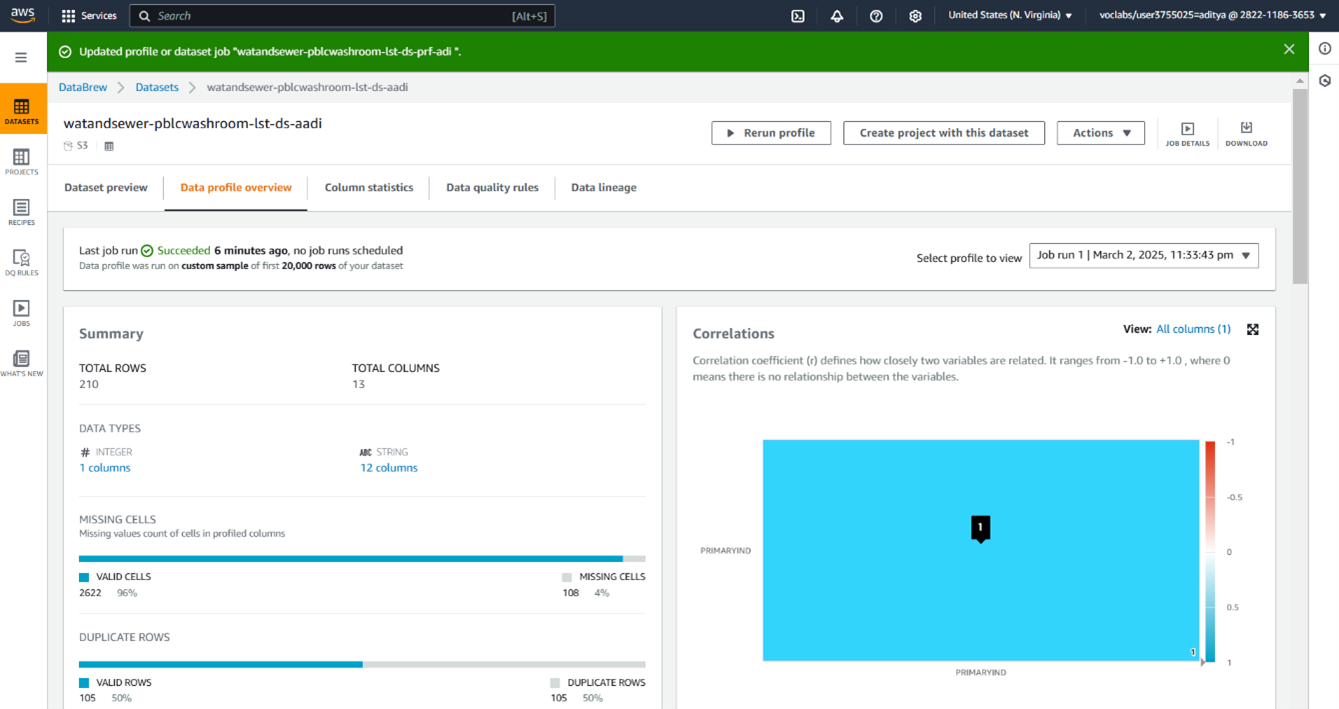 aws
Services
Search
[Alt+S]
United States (N. Virginia) ▼
voclabs/user3755025=aditya @ 2822-1186-3653 ▼
Updated profile or dataset job "watandsewer-pblcwashroom-lst-ds-prf-adi ".
DATASETS
PROJECTS
RECIPES
DQ RULES
JOBS
WHAT'S NEW
DataBrew
Datasets
watandsewer-pblcwashroom-lst-ds-aadi
watandsewer-pblcwashroom-lst-ds-aadi
S3
Rerun profile
Create project with this dataset
Actions ▼
JOB DETAILS
DOWNLOAD
Dataset preview
Data profile overview
Column statistics
Data quality rules
Data lineage
Last job run Succeeded 6 minutes ago, no job runs scheduled
Data profile was run on custom sample of first 20,000 rows of your dataset
Select profile to view
Job run 1 | March 2, 2025, 11:33:43 pm ▼
Summary
TOTAL ROWS
210
TOTAL COLUMNS
13
DATA TYPES
# INTEGER
1 columns
ABC STRING
12 columns
MISSING CELLS
Missing values count of cells in profiled columns
VALID CELLS
2622 96%
MISSING CELLS
108 4%
DUPLICATE ROWS
VALID ROWS
105 50%
DUPLICATE ROWS
105 50%
Correlations
View: All columns (1)
Correlation coefficient (r) defines how closely two variables are related. It ranges from -1.0 to +1.0 , where 0
means there is no relationship between the variables.
PRIMARYIND
1
1
PRIMARYIND
-1
-0.5
0
0.5
1